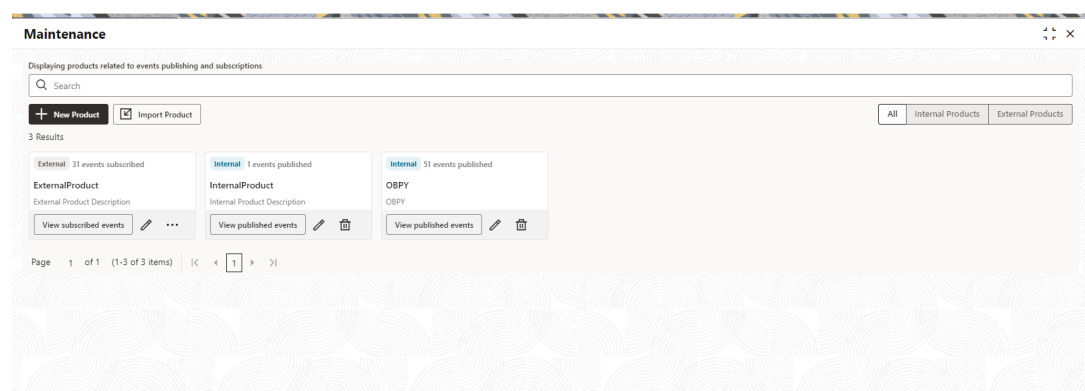 Maintenance
Displaying products related to events publishing and subscriptions
Search
New Product Import Product All Internal Products External Products
3 Results
External 31 events subscribed Internal 1 events published Internal 51 events published
ExternalProduct InternalProduct OBPY
External Product Description Internal Product Description OBPY
View subscribed events View published events View published events
Page 1 of 1 (1-3 of 3 items) 1